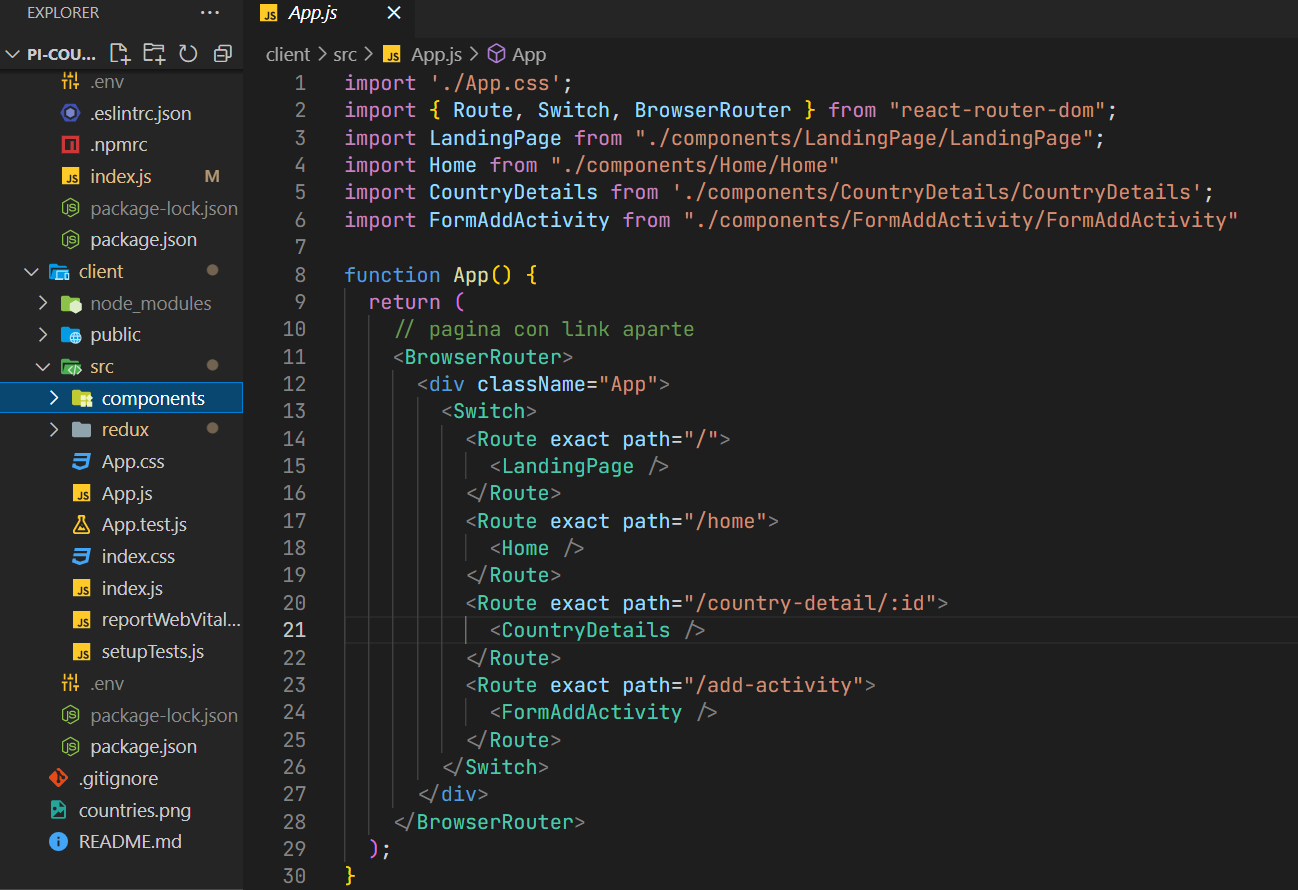 EXPLORER
PI-COU...
.env
.eslintrc.json
.npmrc
index.js M
package-lock.json
package.json
client
node_modules
public
src
components
redux
App.css
App.js
App.test.js
index.css
index.js
reportWebVital...
setupTests.js
.env
package-lock.json
package.json
.gitignore
countries.png
README.md
JS App.js
client > src > JS App.js > App
1 import './App.css';
2 import { Route, Switch, BrowserRouter } from "react-router-dom";
3 import LandingPage from "./components/LandingPage/LandingPage";
4 import Home from "./components/Home/Home"
5 import CountryDetails from './components/CountryDetails/CountryDetails';
6 import FormAddActivity from "./components/FormAddActivity/FormAddActivity"
7
8 function App() {
9   return (
10     // pagina con link aparte
11     <BrowserRouter>
12       <div className="App">
13         <Switch>
14           <Route exact path="/">
15             <LandingPage />
16           </Route>
17           <Route exact path="/home">
18             <Home />
19           </Route>
20           <Route exact path="/country-detail/:id">
21             <CountryDetails />
22           </Route>
23           <Route exact path="/add-activity">
24             <FormAddActivity />
25           </Route>
26         </Switch>
27       </div>
28     </BrowserRouter>
29   );
30 }